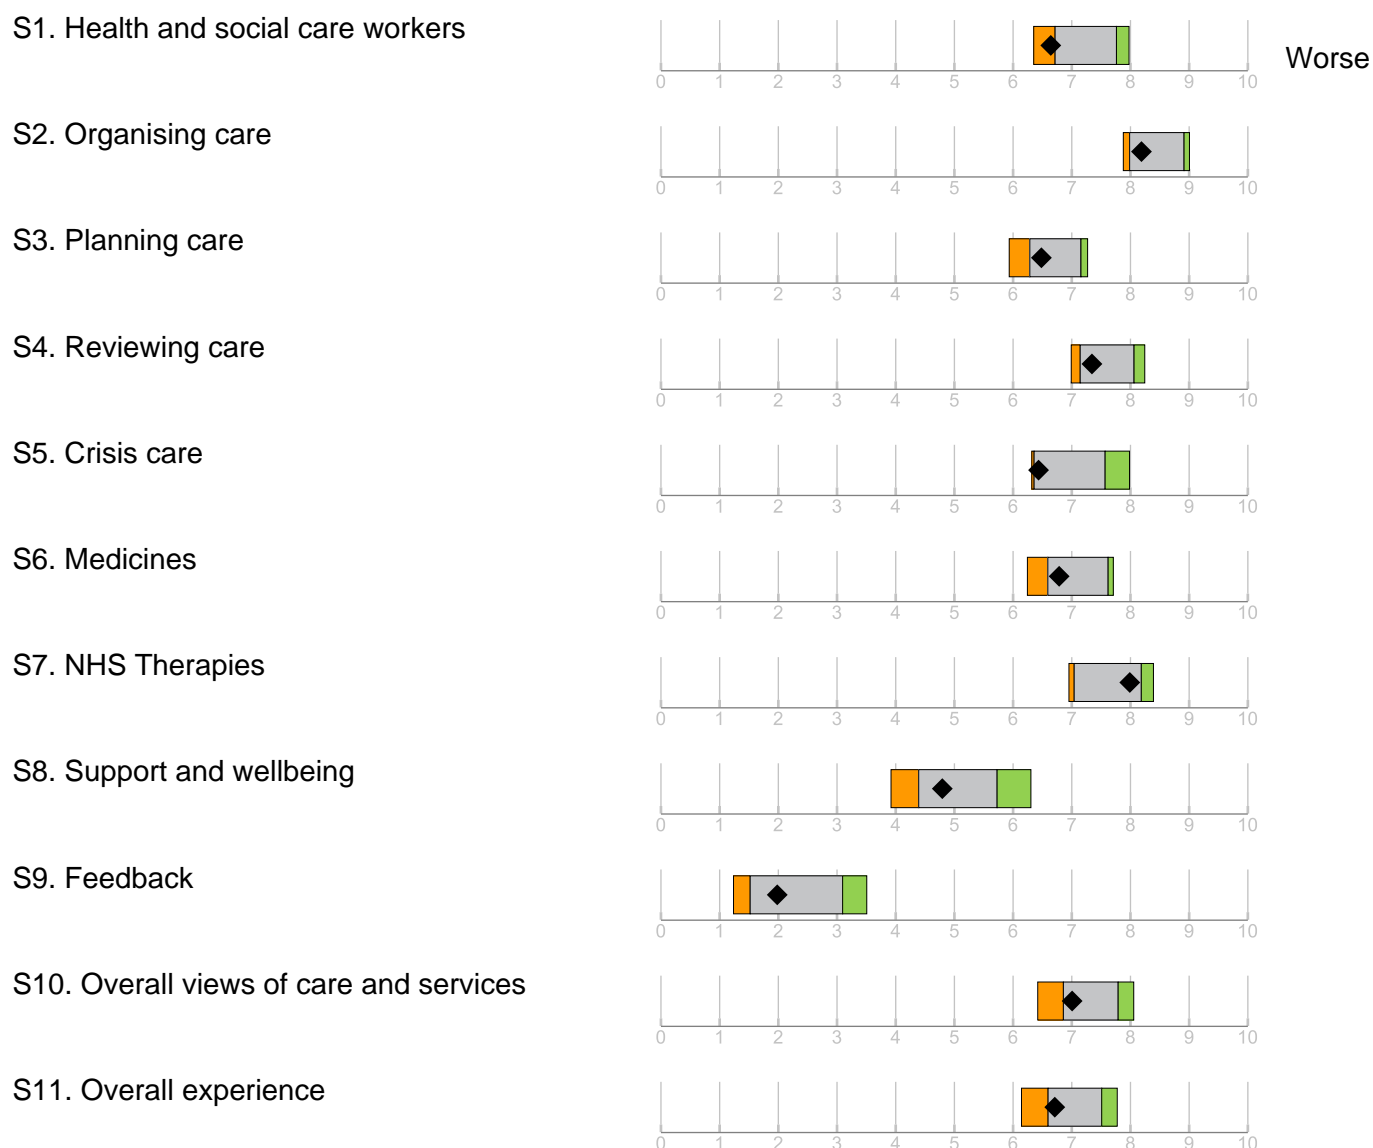 S1. Health and social care workers
Worse
0 1 2 3 4 5 6 7 8 9 10
S2. Organising care
0 1 2 3 4 5 6 7 8 9 10
S3. Planning care
0 1 2 3 4 5 6 7 8 9 10
S4. Reviewing care
0 1 2 3 4 5 6 7 8 9 10
S5. Crisis care
0 1 2 3 4 5 6 7 8 9 10
S6. Medicines
0 1 2 3 4 5 6 7 8 9 10
S7. NHS Therapies
0 1 2 3 4 5 6 7 8 9 10
S8. Support and wellbeing
0 1 2 3 4 5 6 7 8 9 10
S9. Feedback
0 1 2 3 4 5 6 7 8 9 10
S10. Overall views of care and services
0 1 2 3 4 5 6 7 8 9 10
S11. Overall experience
0 1 2 3 4 5 6 7 8 9 10